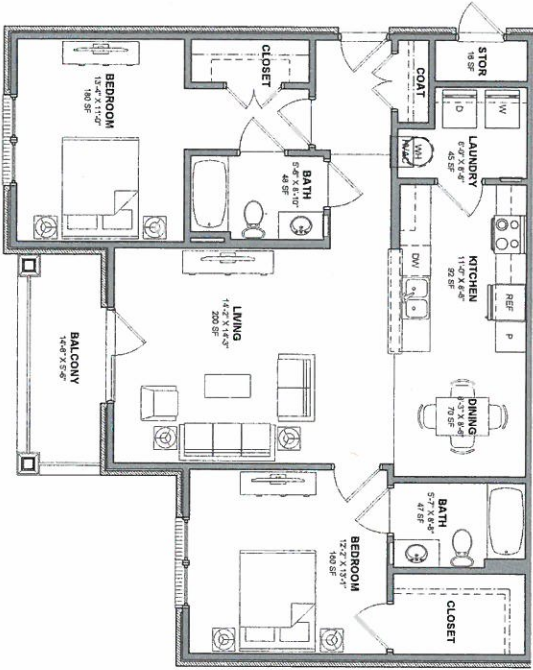 STOR
16 SF
COAT
CLOSET
BEDROOM
13'-4" X 11'-0"
180 SF
W
D
LAUNDRY
6'-0" X 6'-6"
45 SF
WH
BATH
5'-6" X 8'-10"
48 SF
KITCHEN
11'-0" X 8'-6"
92 SF
DW
REF
P
LIVING
14'-2" X 14'-3"
200 SF
BALCONY
14'-8" X 5'-6"
DINING
8'-3" X 8'-6"
70 SF
BATH
5'-7" X 8'-8"
47 SF
BEDROOM
12'-2" X 13'-1"
160 SF
CLOSET